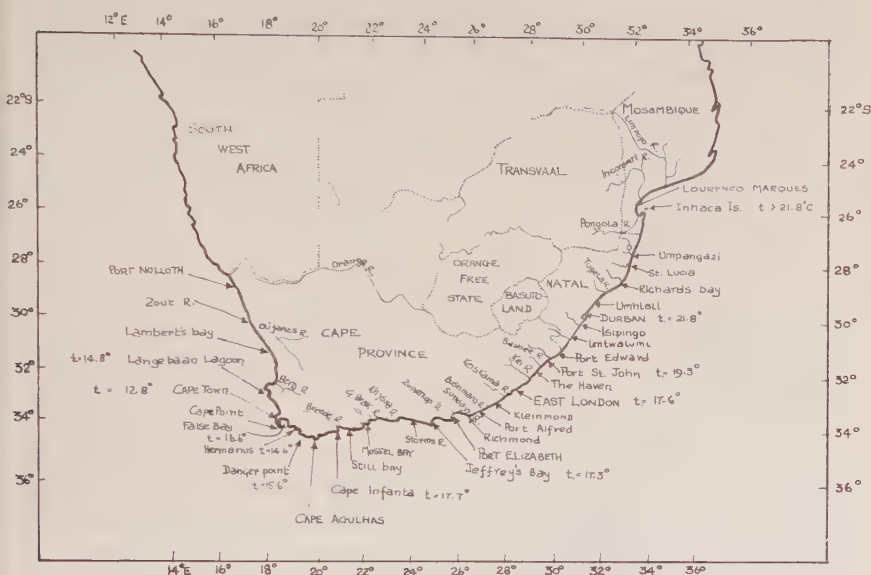 12°E 14° 16° 18° 20° 22° 24° 26° 28° 30° 32° 34° 36°
22°S
24°
26°
28°
30°
32°
34°
36°
SOUTH
WEST
AFRICA
MOSAMBIQUE
Limpopo
TRANSVAAL
Incomati R.
LOURENCO MARQUES
Inhaca Is. t > 21.8°C
Pongola R.
Umpangazi
St. Lucia
Richards bay
Tugela R.
ORANGE
FREE
STATE
NATAL
BASUTO-
LAND
Umhlali
DURBAN t. = 21.8°
Isipingo
Umtwalumi
Port Edward
Port St. John t. = 19.3°
The Haven
EAST LONDON t. = 17.6°
Kleinmond
Port Alfred
Richmond
PORT ELIZABETH
Jeffrey's Bay t. = 17.3°
PORT NOLLOTH
Orange R.
Zout R.
Olifants R.
CAPE
PROVINCE
Lambert's bay
t = 14.8° Langebaan Lagoon
t = 12.8°
CAPE TOWN
Berg R.
Cape Point
False Bay
Hermanus t = 14.6°
Danger point
t = 15.6°
Breede R.
Knysna R.
Keiskama R.
Kei R.
Bashee R.
Bushmans R.
Sundays R.
Storms R.
MOSSEL BAY
STILL BAY
Cape Infanta t = 17.7°
CAPE AGULHAS
22°S
24°
26°
28°
30°
32°
34°
36°
14°E 16° 18° 20° 22° 24° 26° 28° 30° 32° 34° 36°